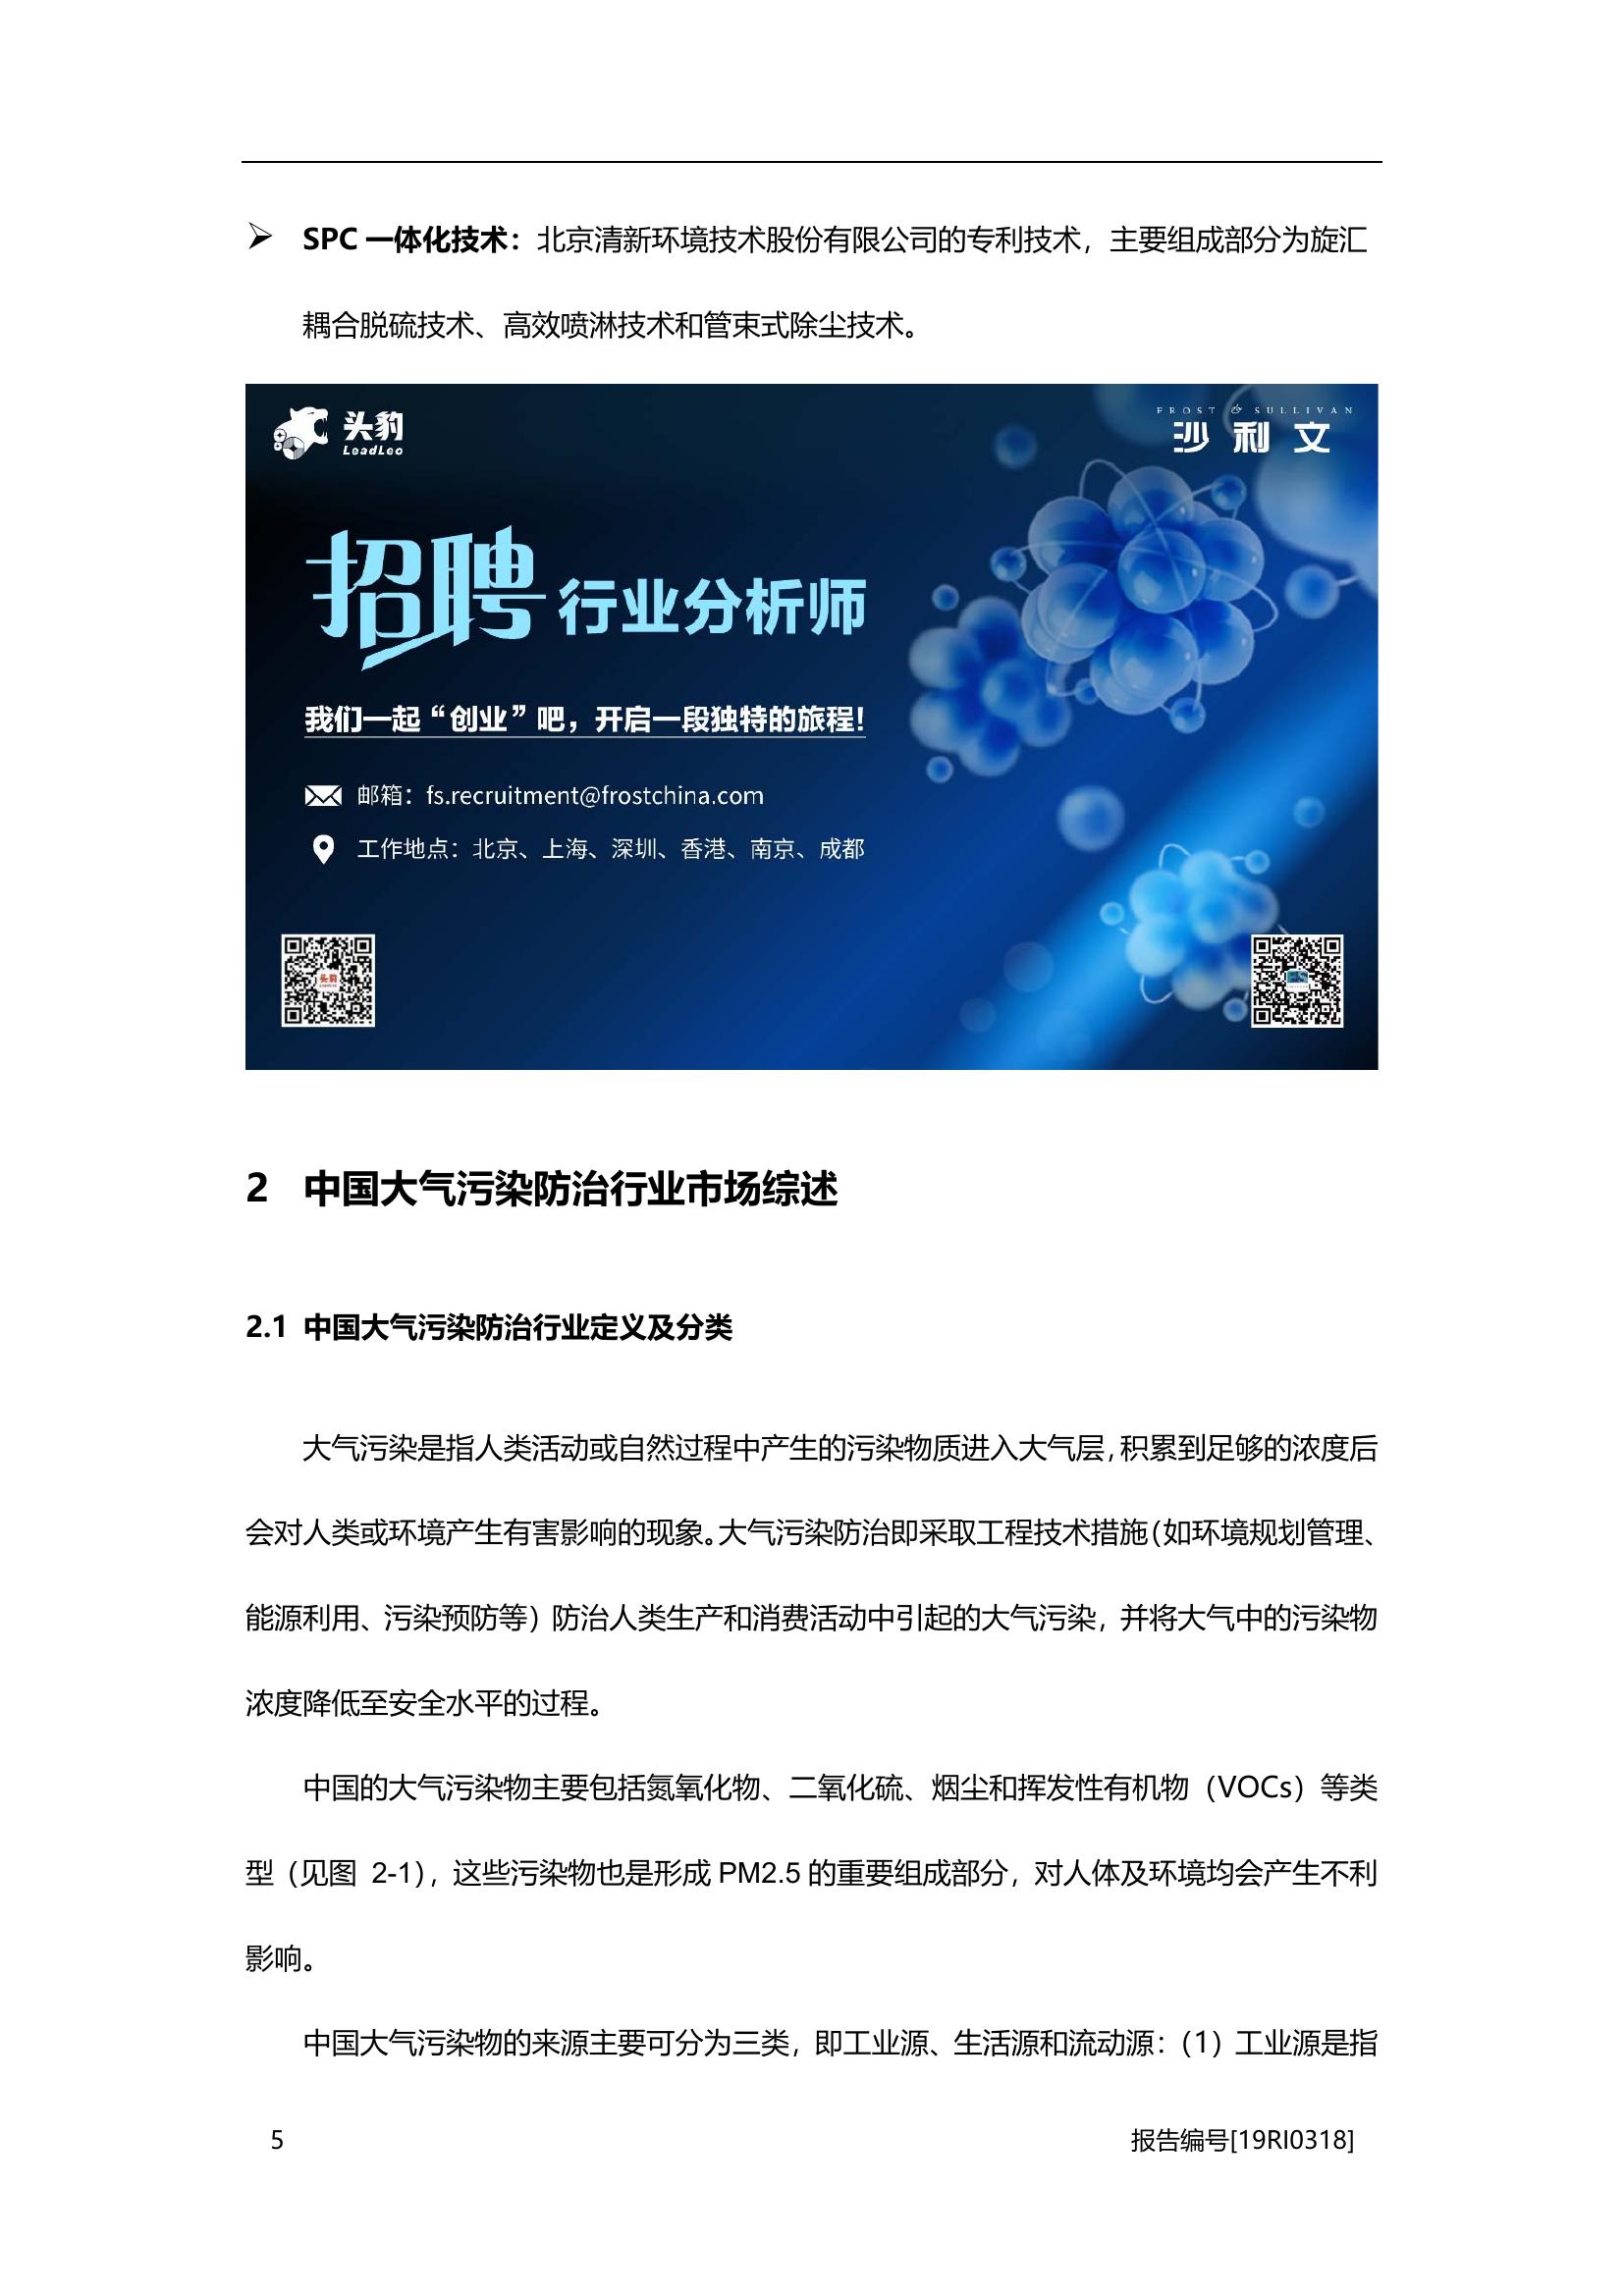 ➢ SPC 一体化技术：北京清新环境技术股份有限公司的专利技术，主要组成部分为旋汇
耦合脱硫技术、高效喷淋技术和管束式除尘技术。
头豹
LeadLeo
FROST & SULLIVAN
沙利文
招聘 行业分析师
我们一起“创业”吧，开启一段独特的旅程！
邮箱：fs.recruitment@frostchina.com
工作地点：北京、上海、深圳、香港、南京、成都
2 中国大气污染防治行业市场综述
2.1 中国大气污染防治行业定义及分类
大气污染是指人类活动或自然过程中产生的污染物质进入大气层，积累到足够的浓度后
会对人类或环境产生有害影响的现象。大气污染防治即采取工程技术措施（如环境规划管理、
能源利用、污染预防等）防治人类生产和消费活动中引起的大气污染，并将大气中的污染物
浓度降低至安全水平的过程。
中国的大气污染物主要包括氮氧化物、二氧化硫、烟尘和挥发性有机物（VOCs）等类
型（见图 2-1），这些污染物也是形成 PM2.5 的重要组成部分，对人体及环境均会产生不利
影响。
中国大气污染物的来源主要可分为三类，即工业源、生活源和流动源：（1）工业源是指
5
报告编号[19RI0318]